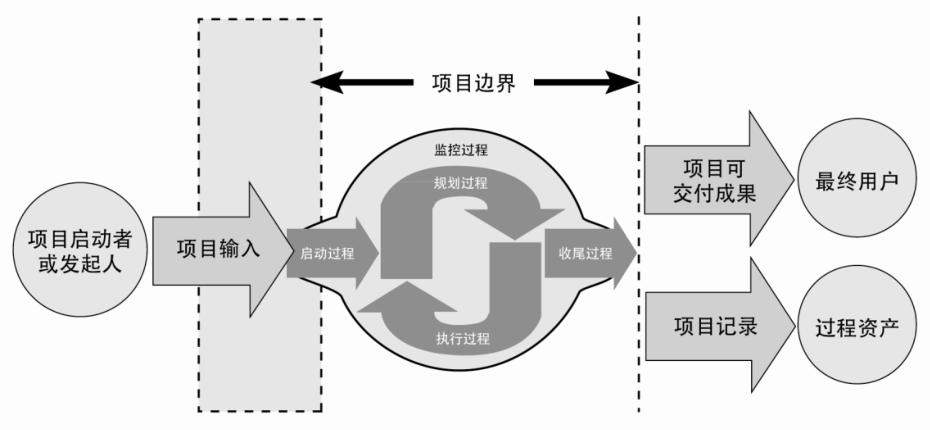 项目边界
监控过程
规划过程
项目启动者
或发起人
项目输入
启动过程
收尾过程
执行过程
项目可
交付成果
最终用户
项目记录
过程资产